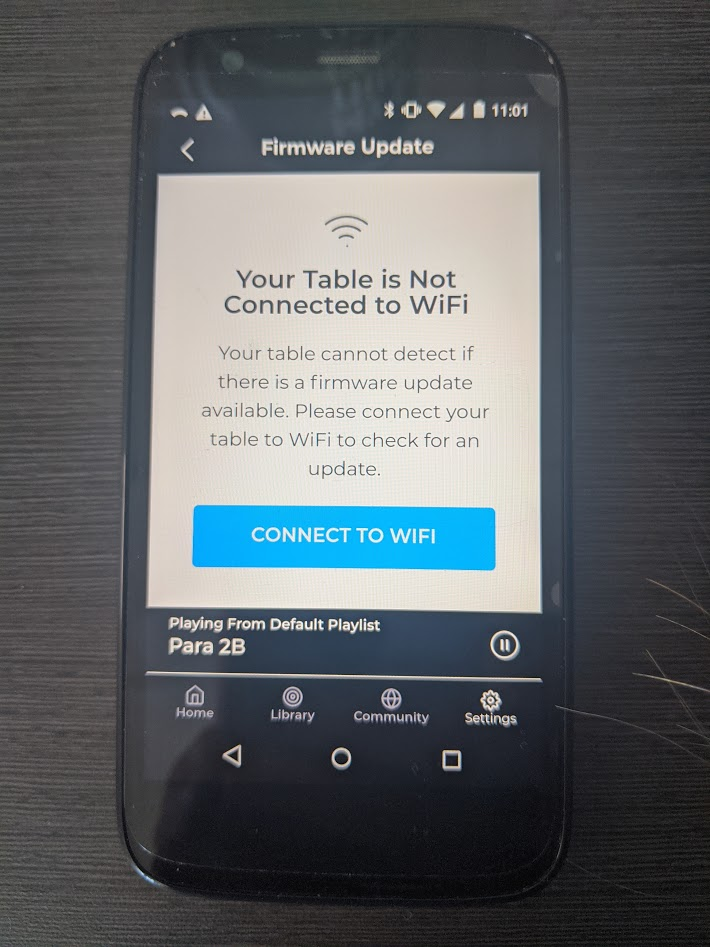 11:01
Firmware Update
Your Table is Not
Connected to WiFi
Your table cannot detect if
there is a firmware update
available. Please connect your
table to WiFi to check for an
update.
CONNECT TO WIFI
Playing From Default Playlist
Para 2B
Home Library Community Settings